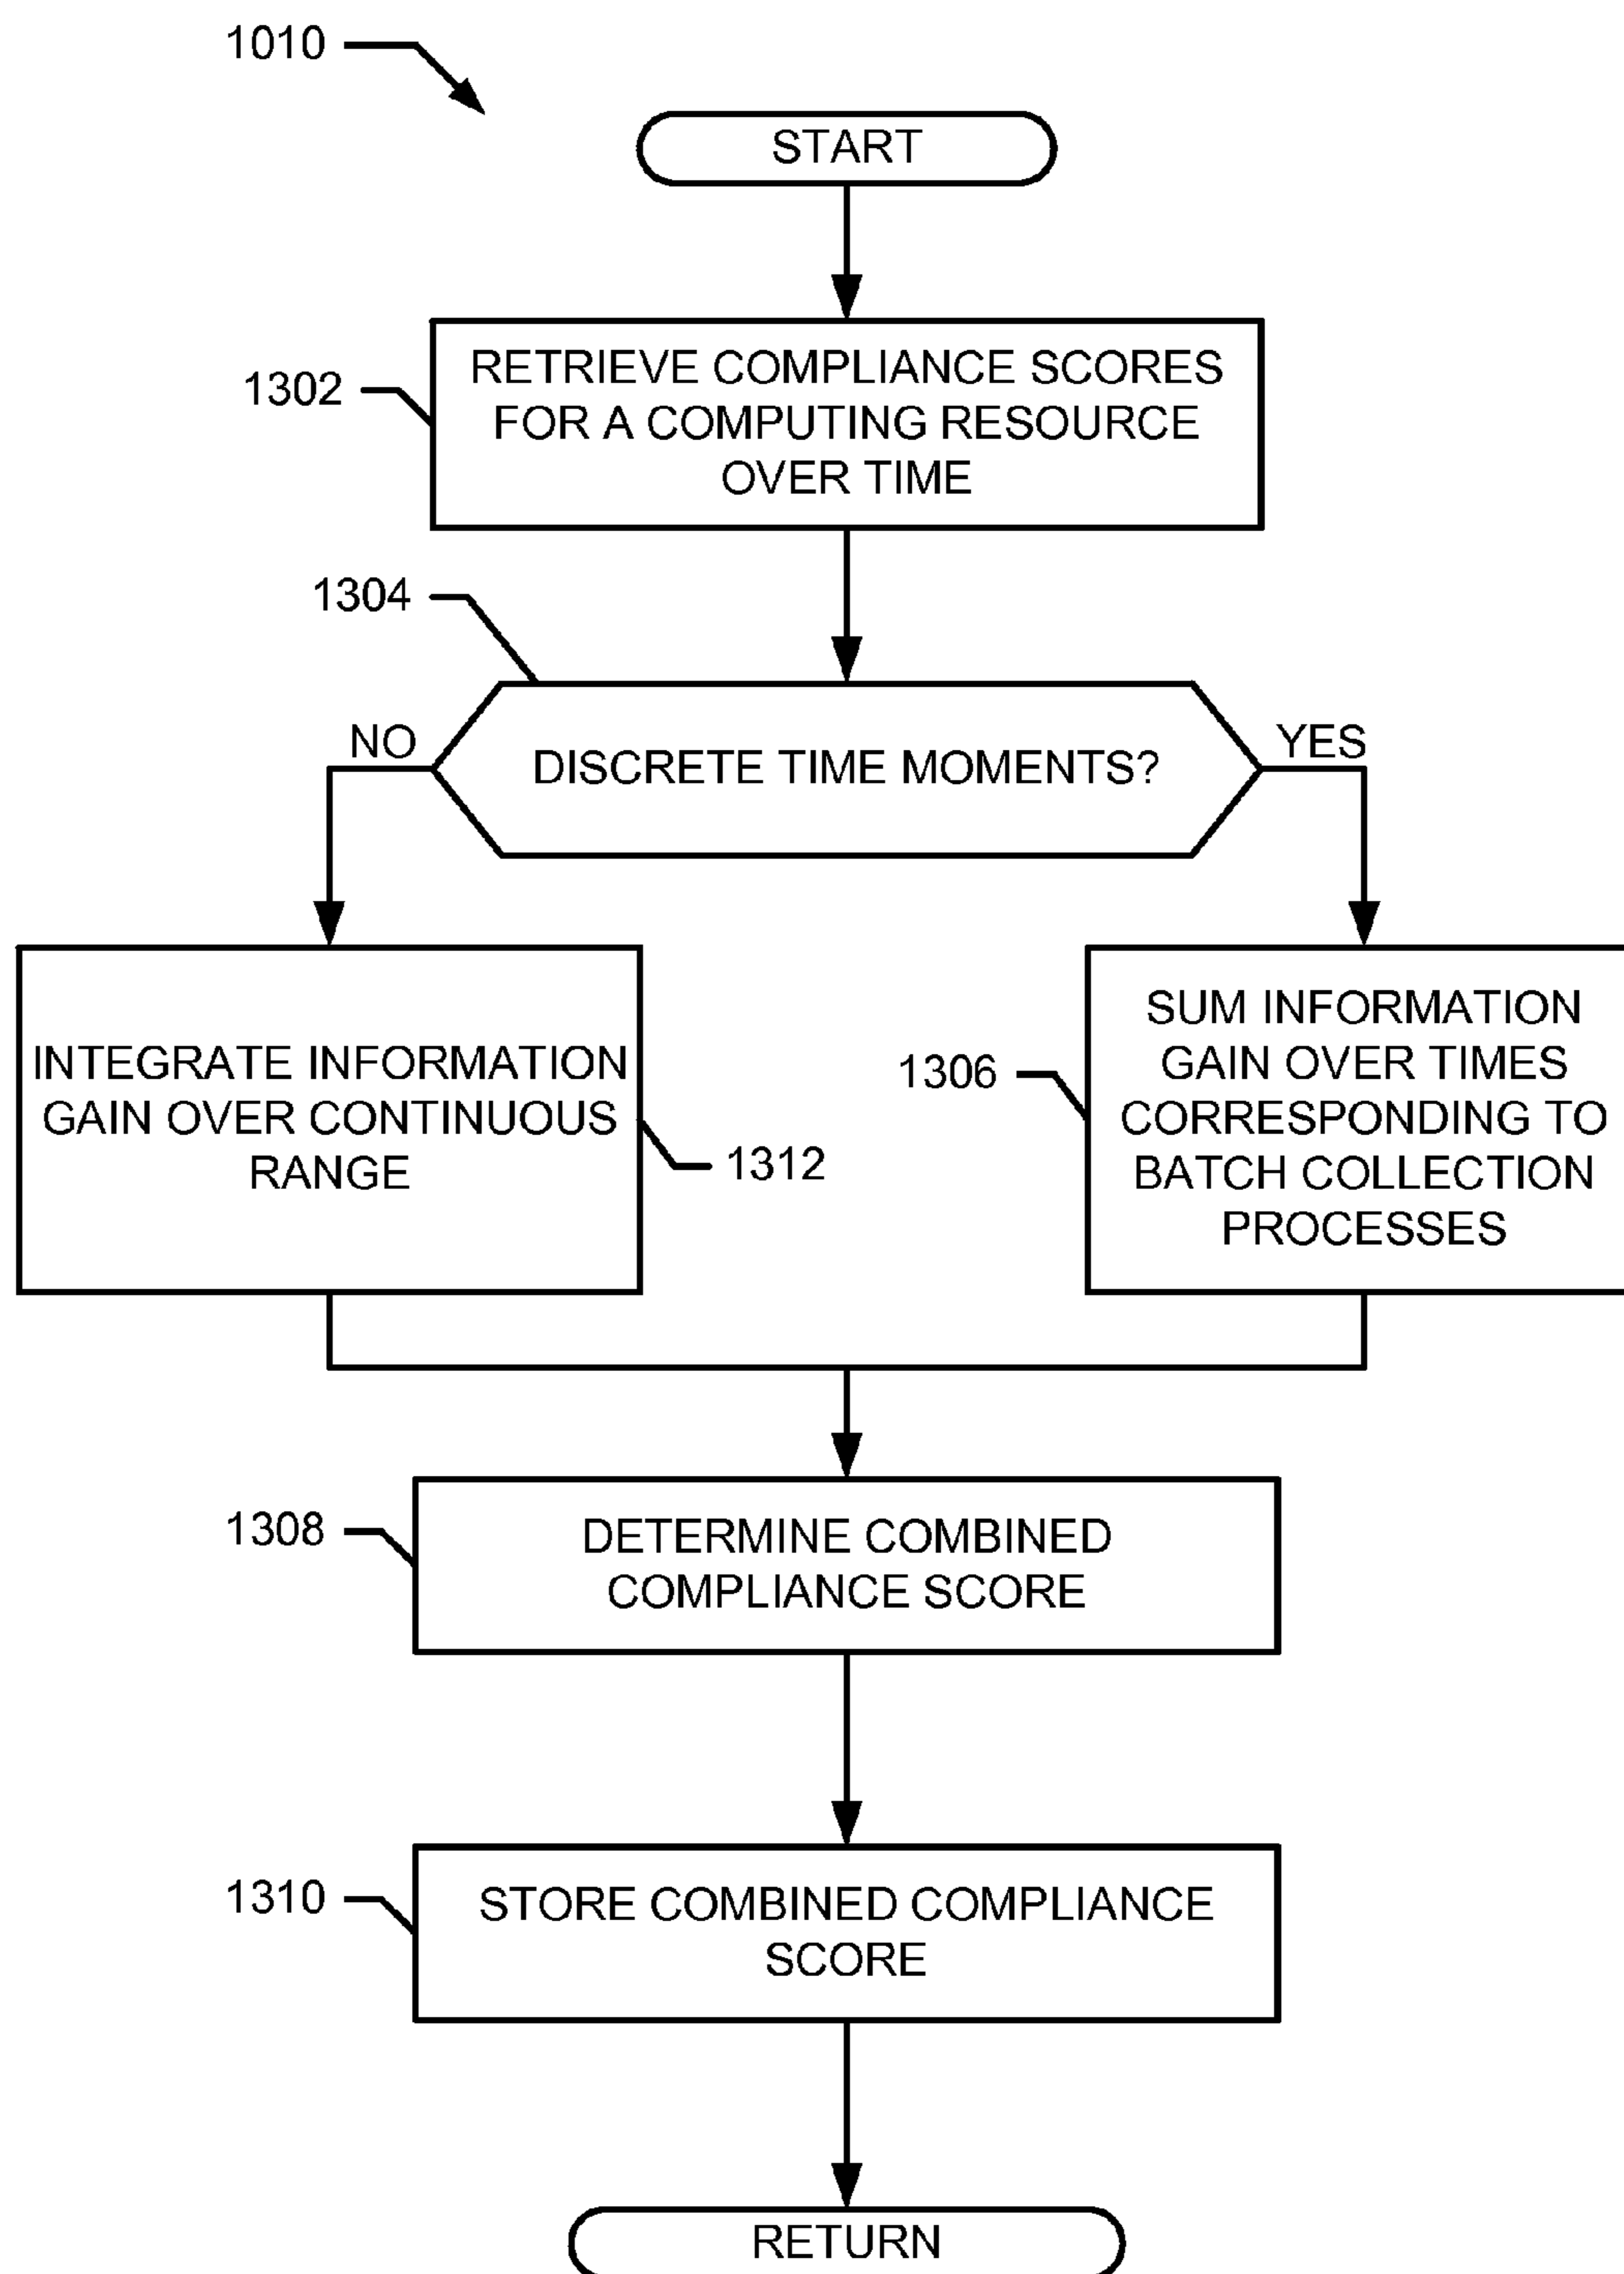 1010
START
1302
RETRIEVE COMPLIANCE SCORES
FOR A COMPUTING RESOURCE
OVER TIME
1304
NO
DISCRETE TIME MOMENTS?
YES
INTEGRATE INFORMATION
GAIN OVER CONTINUOUS
RANGE
1312
1306
SUM INFORMATION
GAIN OVER TIMES
CORRESPONDING TO
BATCH COLLECTION
PROCESSES
1308
DETERMINE COMBINED
COMPLIANCE SCORE
1310
STORE COMBINED COMPLIANCE
SCORE
RETURN